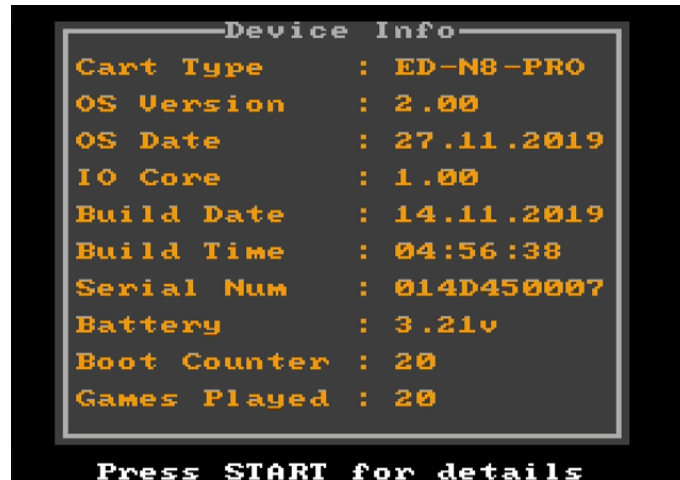 Device Info
Cart Type : ED-N8-PRO
OS Version : 2.00
OS Date : 27.11.2019
IO Core : 1.00
Build Date : 14.11.2019
Build Time : 04:56:38
Serial Num : 014D450007
Battery : 3.21v
Boot Counter : 20
Games Played : 20
Press START for details